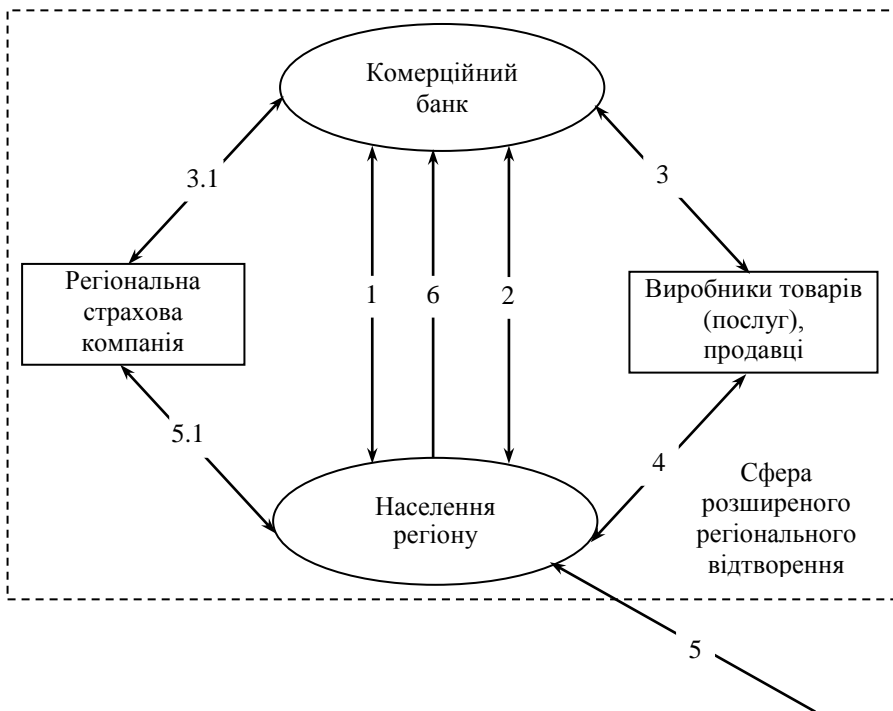 Комерційний
банк
3.1
3
Регіональна
страхова
компанія
1
6
2
Виробники товарів
(послуг),
продавці
5.1
4
Населення
регіону
Сфера
розширеного
регіонального
відтворення
5